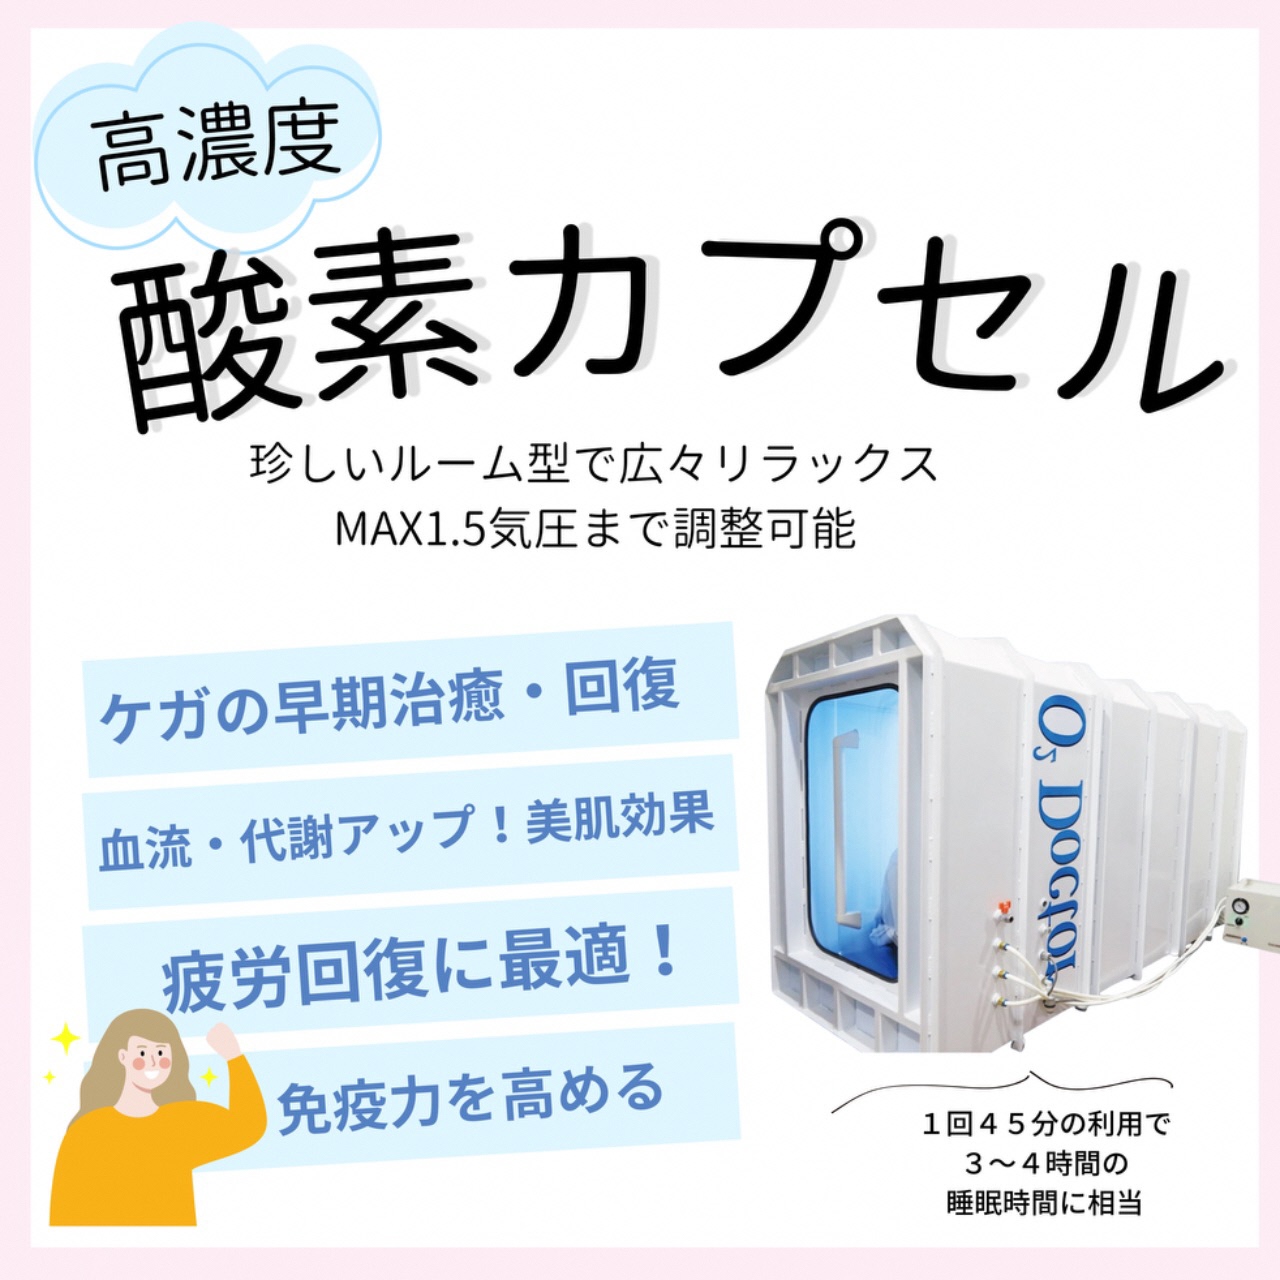 高濃度
酸素カプセル
珍しいルーム型で広々リラックス
MAX1.5気圧まで調整可能
ケガの早期治癒・回復
血流・代謝アップ！美肌効果
疲労回復に最適！
免疫力を高める
O₂ Doctor
１回４５分の利用で
３〜４時間の
睡眠時間に相当